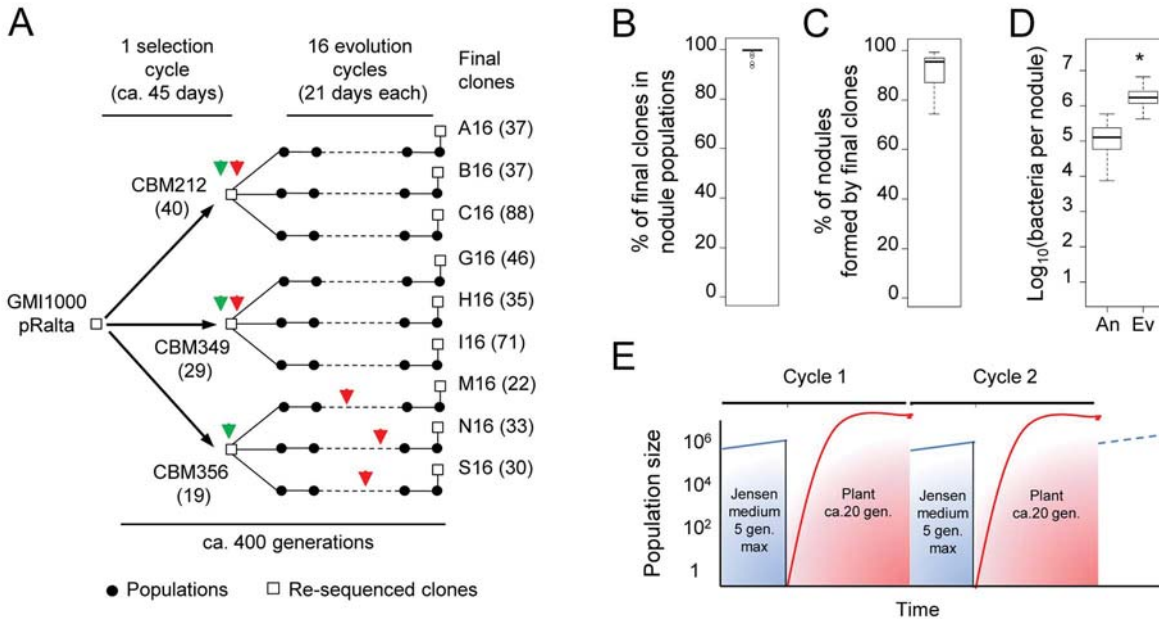 A
1 selection
cycle
(ca. 45 days)
16 evolution
cycles
(21 days each)
Final
clones
GMI1000
pRalta
CBM212
(40)
CBM349
(29)
CBM356
(19)
A16 (37)
B16 (37)
C16 (88)
G16 (46)
H16 (35)
I16 (71)
M16 (22)
N16 (33)
S16 (30)
ca. 400 generations
Populations
Re-sequenced clones
B
% of final clones in
nodule populations
100
80
60
40
20
0
C
% of nodules
formed by final clones
100
80
60
40
20
0
D
*
Log10(bacteria per nodule)
7
6
5
4
3
2
1
An Ev
E
Cycle 1
Cycle 2
Population size
10^6
10^4
10^2
1
Jensen
medium
5 gen.
max
Plant
ca.20 gen.
Jensen
medium
5 gen.
max
Plant
ca.20 gen.
Time